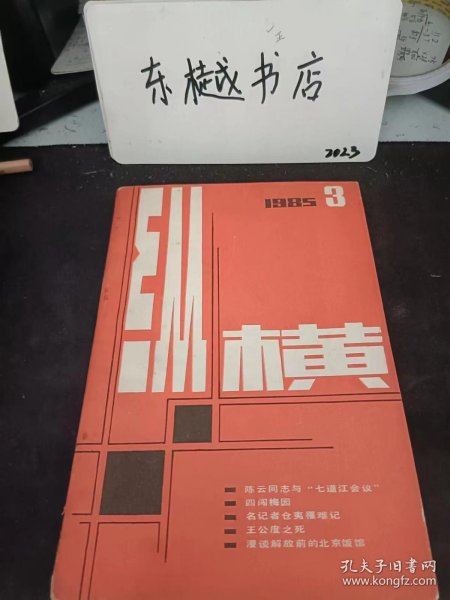 东樾书店
2023
1985 3
纵横
陈云同志与“七道江会议”
四闯梅园
名记者仓夷罹难记
王公度之死
漫谈解放前的北京饭馆
孔夫子旧书网
www.kongfz.com